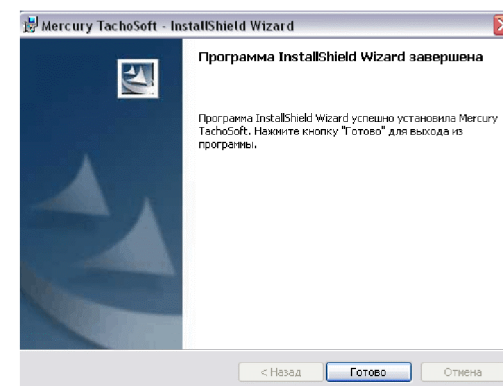 Mercury TachoSoft - InstallShield Wizard
Программа InstallShield Wizard завершена
Программа InstallShield Wizard успешно установила Mercury
TachoSoft. Нажмите кнопку "Готово" для выхода из
программы.
< Назад Готово Отмена